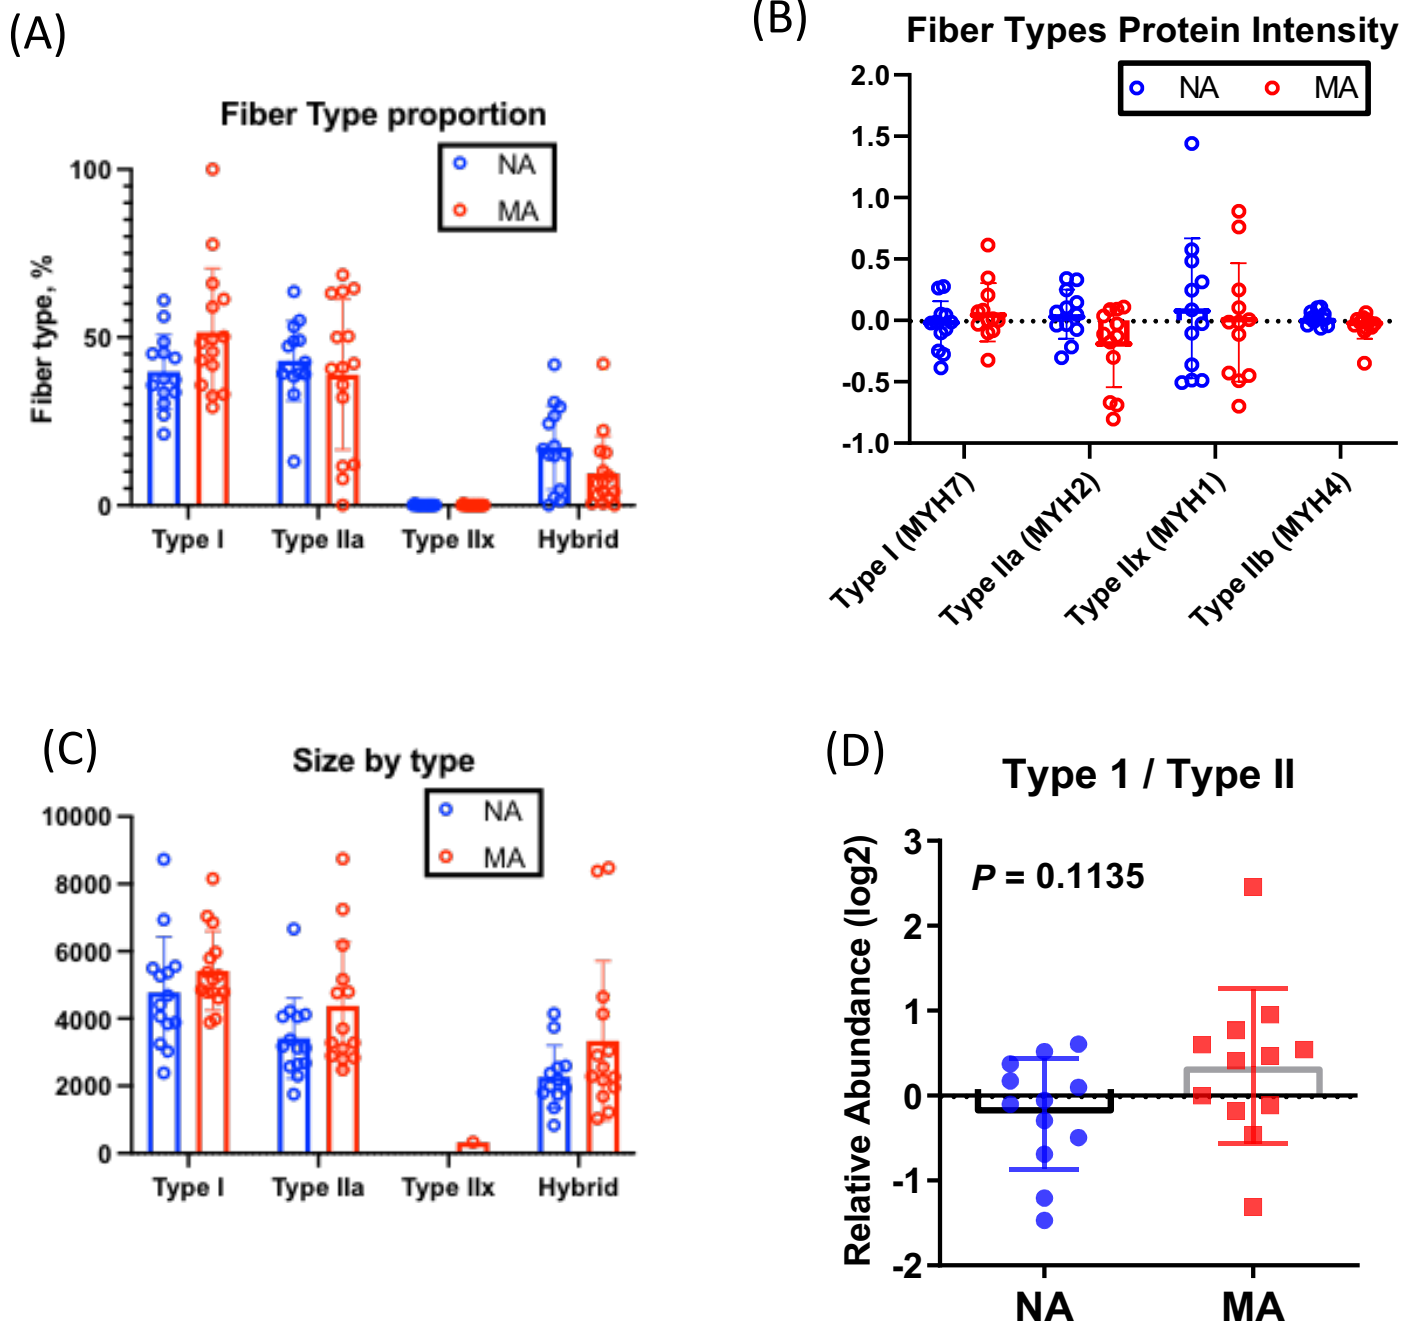 (A)
Fiber Type proportion
NA
MA
Fiber type, %
100
50
0
Type I
Type IIa
Type IIx
Hybrid
(B)
Fiber Types Protein Intensity
NA
MA
2.0
1.5
1.0
0.5
0.0
-0.5
-1.0
Type I (MYH7)
Type IIa (MYH2)
Type IIx (MYH1)
Type IIb (MYH4)
(C)
Size by type
NA
MA
10000
8000
6000
4000
2000
0
Type I
Type IIa
Type IIx
Hybrid
(D)
Type 1 / Type II
P = 0.1135
Relative Abundance (log2)
3
2
1
0
-1
-2
NA
MA